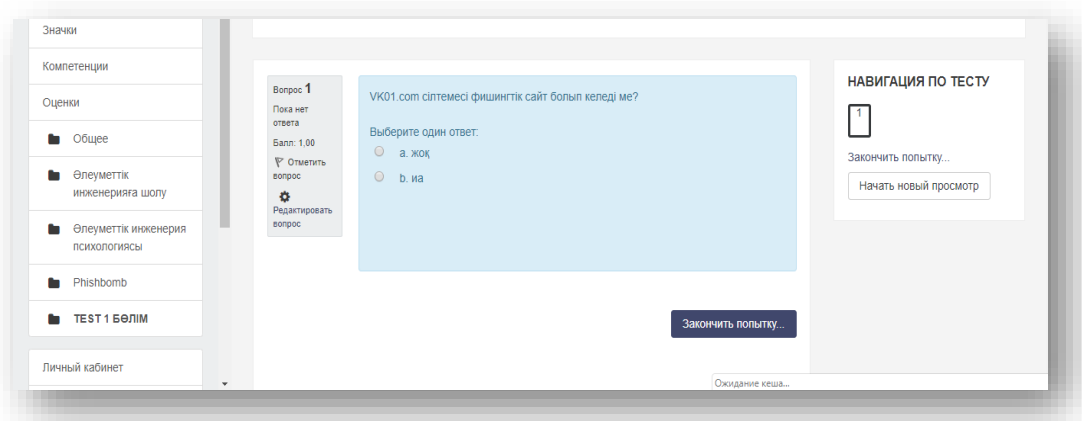 Значки
Компетенции
Оценки
Общее
Әлеуметтік
инженерияға шолу
Әлеуметтік инженерия
психологиясы
Phishbomb
TEST 1 БӨЛІМ
Личный кабинет
Вопрос 1
Пока нет
ответа
Балл: 1,00
Отметить
вопрос
Редактировать
вопрос
VK01.com сілтемесі фишингтік сайт болып келеді ме?
Выберите один ответ:
a. жоқ
b. иа
Закончить попытку...
НАВИГАЦИЯ ПО ТЕСТУ
1
Закончить попытку...
Начать новый просмотр
Ожидание кеша...